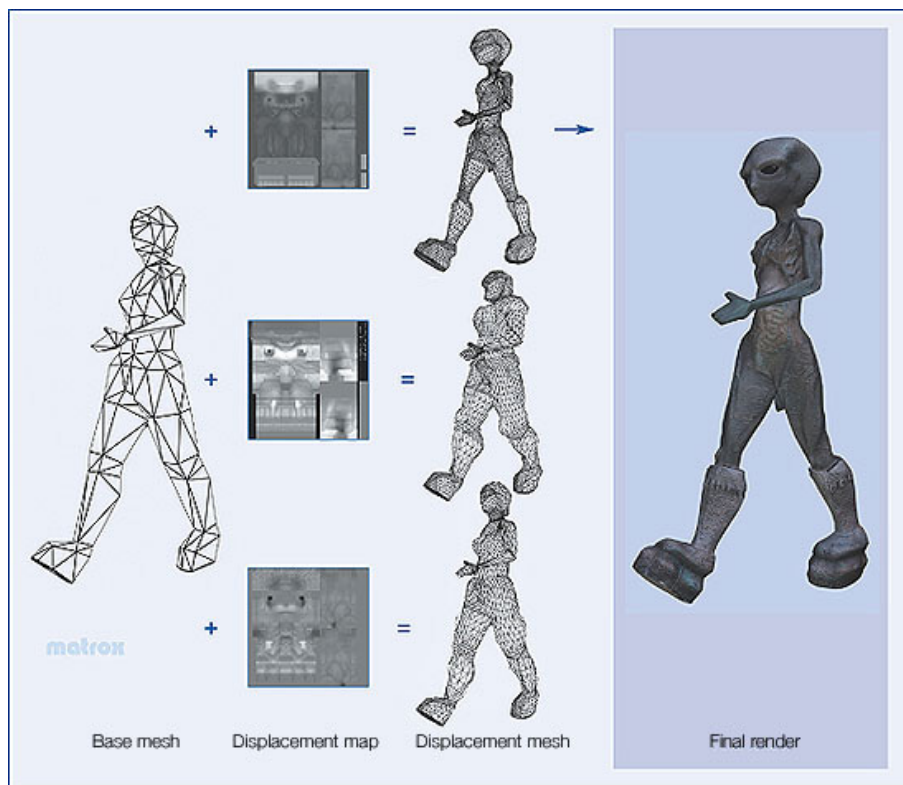 +
=
+
=
+
=
matrox
Base mesh
Displacement map
Displacement mesh
Final render